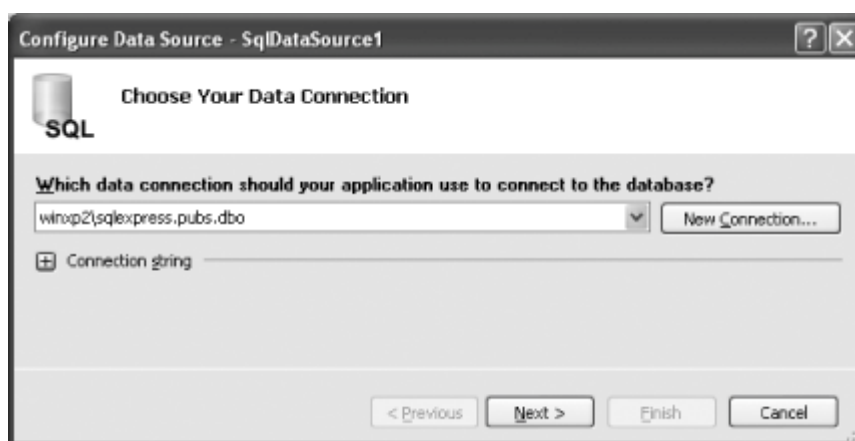 Configure Data Source - SqlDataSource1
SQL
Choose Your Data Connection
Which data connection should your application use to connect to the database?
winxp2\sqlexpress.pubs.dbo
New Connection...
Connection string
< Previous
Next >
Finish
Cancel